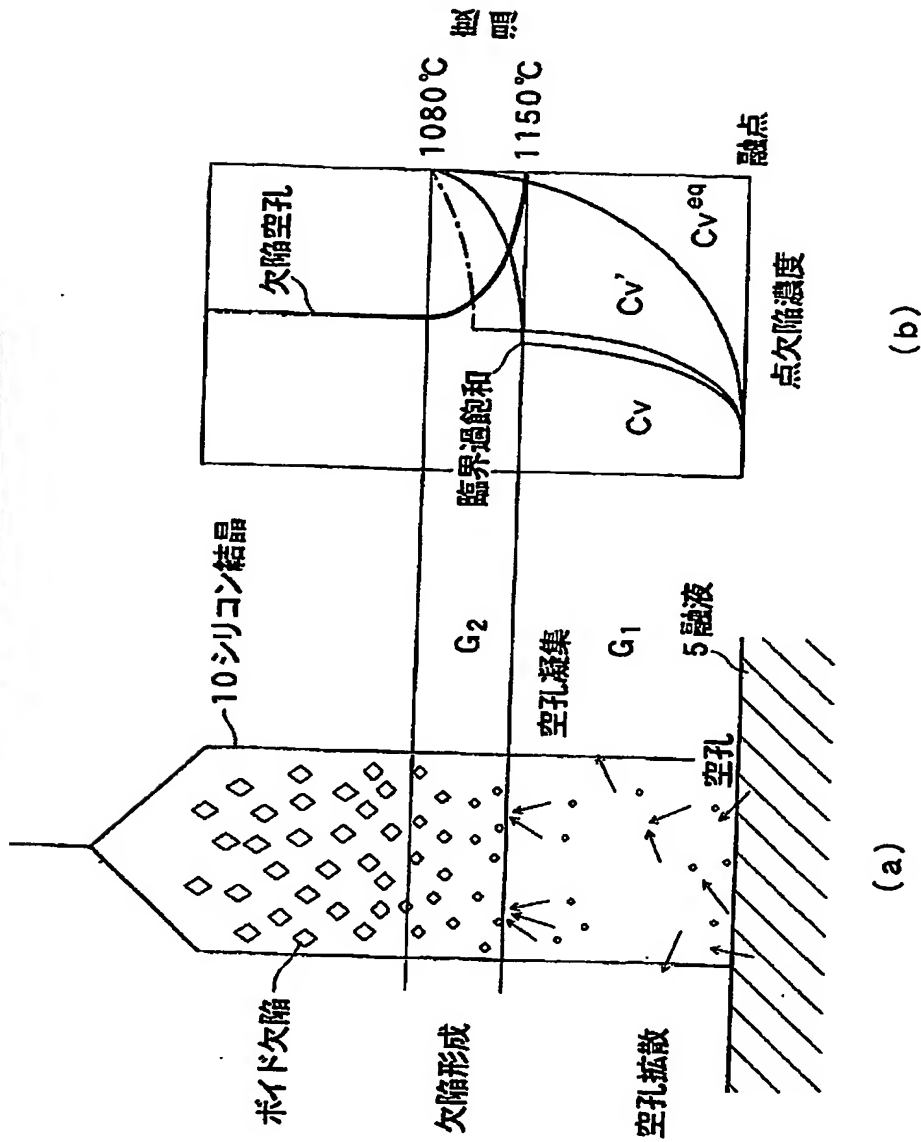 10シリコン結晶
ボイド欠陥
欠陥形成
空孔拡散
G2
空孔凝集
G1
空孔
5融液
(a)
欠陥空孔
臨界過飽和
Cv
Cv'
Cv^eq
1080℃
1150℃
温度
融点
点欠陥濃度
(b)